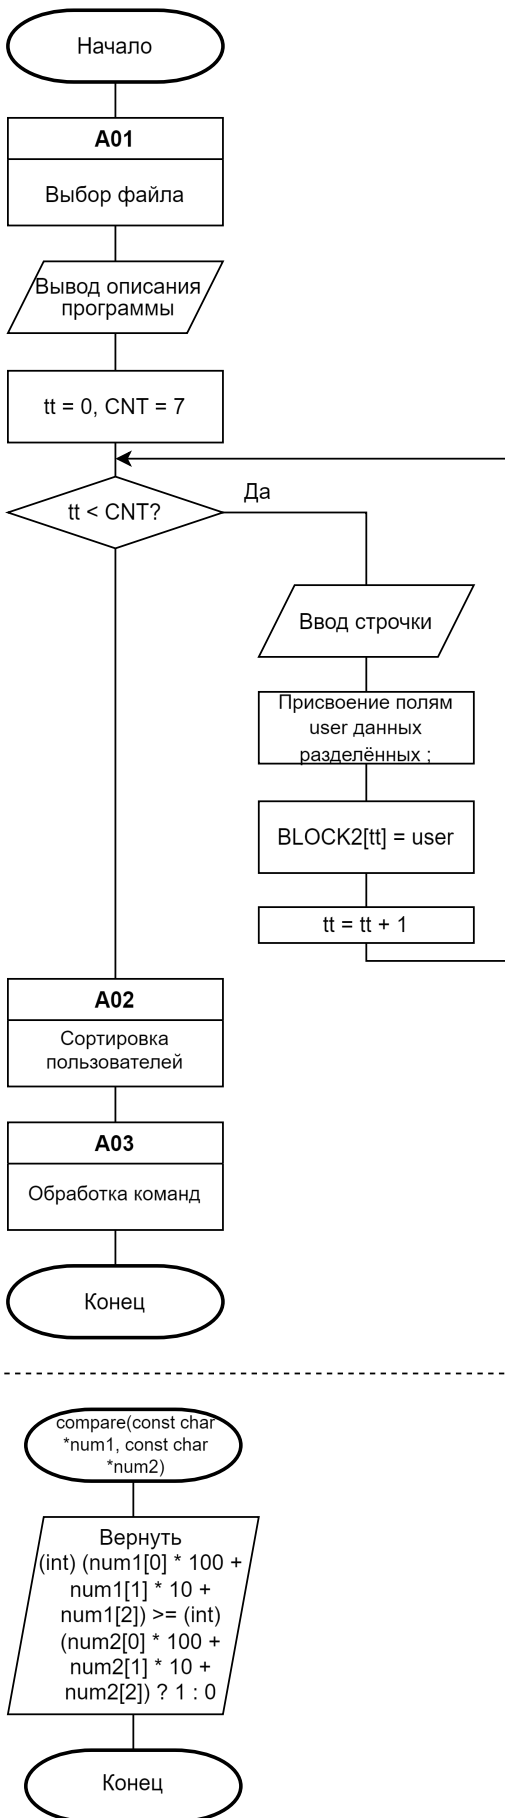 Начало
A01
Выбор файла
Вывод описания
программы
tt = 0, CNT = 7
tt < CNT?
Да
Ввод строчки
Присвоение полям
user данных
разделённых ;
BLOCK2[tt] = user
tt = tt + 1
A02
Сортировка
пользователей
A03
Обработка команд
Конец
compare(const char
*num1, const char
*num2)
Вернуть
(int) (num1[0] * 100 +
num1[1] * 10 +
num1[2]) >= (int)
(num2[0] * 100 +
num2[1] * 10 +
num2[2]) ? 1 : 0
Конец